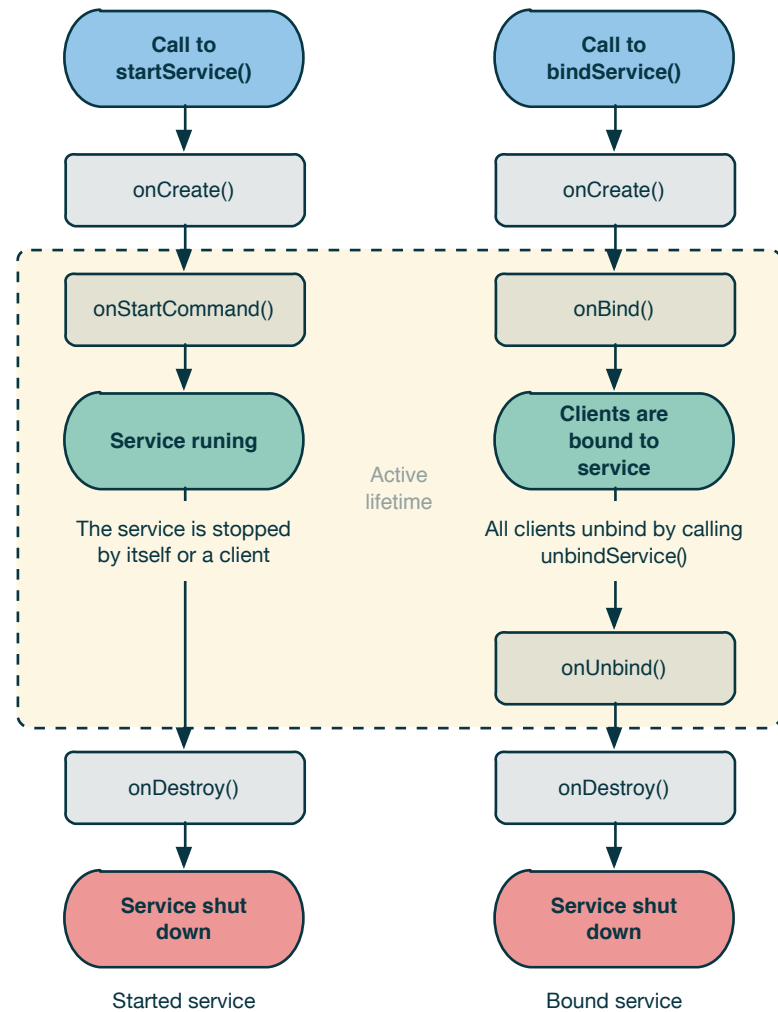 Call to
startService()
Call to
bindService()
onCreate()
onCreate()
onStartCommand()
onBind()
Service runing
Clients are
bound to
service
Active
lifetime
The service is stopped
by itself or a client
All clients unbind by calling
unbindService()
onUnbind()
onDestroy()
onDestroy()
Service shut
down
Service shut
down
Started service
Bound service